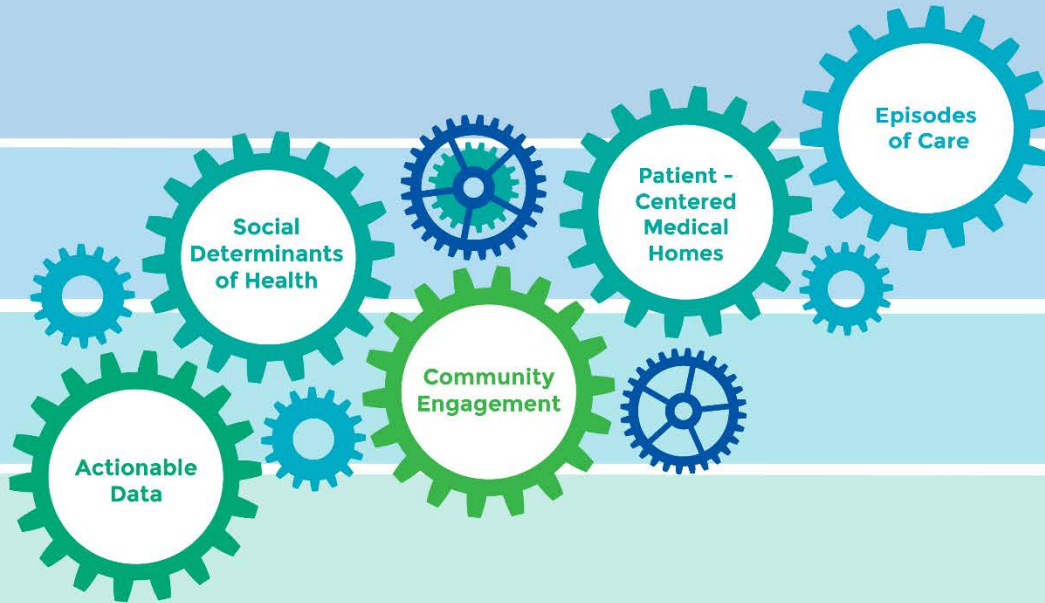 Episodes
of Care
Patient -
Centered
Medical
Homes
Social
Determinants
of Health
Community
Engagement
Actionable
Data